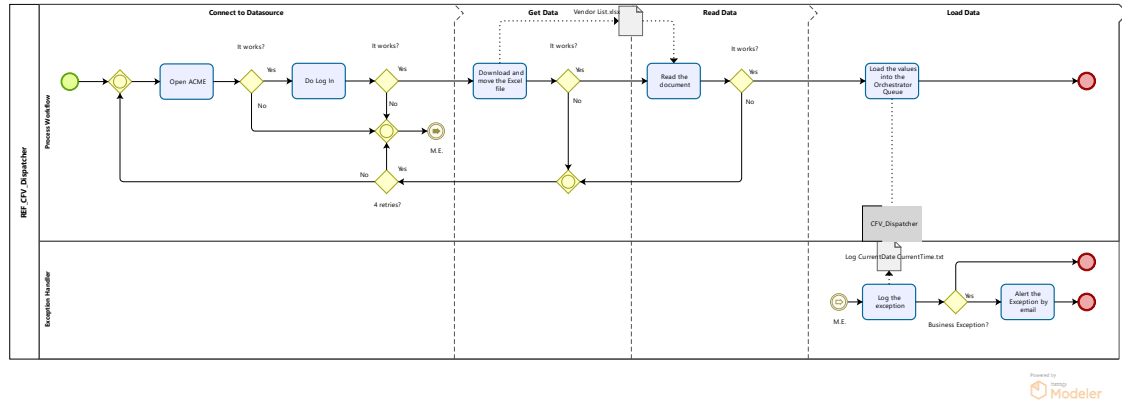 Connect to Datasource
Get Data
Vendor List.xlsx
Read Data
Load Data
REF_CFV_Dispatcher
Process Workflow
It works?
It works?
It works?
It works?
Open ACME
Yes
Do Log In
Yes
Download and
move the Excel
file
Yes
Read the
document
Yes
Load the values
into the
Orchestrator
Queue
No
No
No
No
M.E.
No
Yes
4 retries?
CFV_Dispatcher
Exception Handler
Log CurrentDate CurrentTime.txt
M.E.
Log the
exception
Yes
Business Exception?
Alert the
Exception by
email
Powered by
bizagi
Modeler